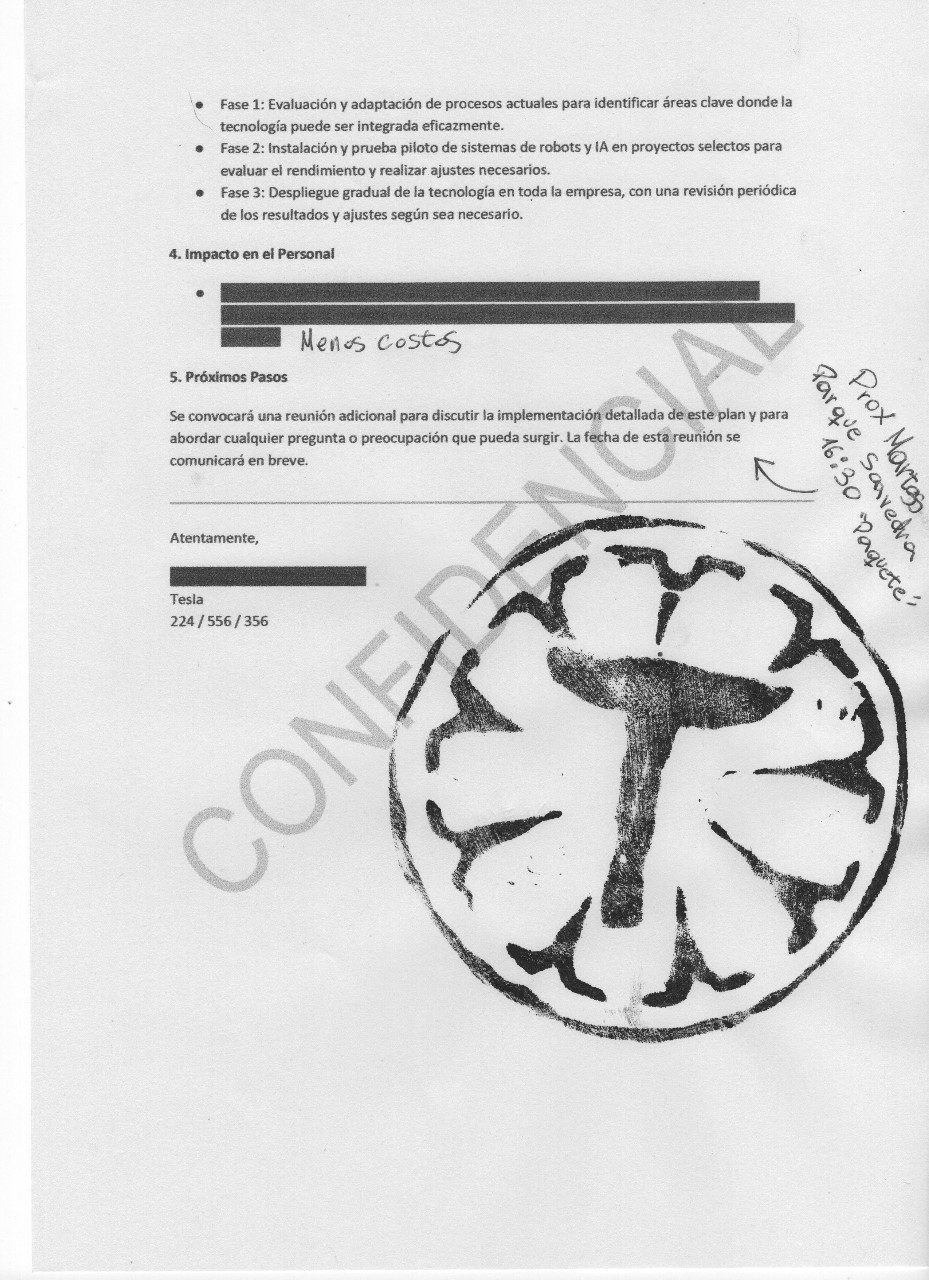 ● Fase 1: Evaluación y adaptación de procesos actuales para identificar áreas clave donde la
tecnología puede ser integrada eficazmente.
● Fase 2: Instalación y prueba piloto de sistemas de robots y IA en proyectos selectos para
evaluar el rendimiento y realizar ajustes necesarios.
● Fase 3: Despliegue gradual de la tecnología en toda la empresa, con una revisión periódica
de los resultados y ajustes según sea necesario.
4. Impacto en el Personal
●
Menos costos
5. Próximos Pasos
Se convocará una reunión adicional para discutir la implementación detallada de este plan y para
abordar cualquier pregunta o preocupación que pueda surgir. La fecha de esta reunión se
comunicará en breve.
Prox Martes
Parque Saavedra
16:30 "Paquete"
Atentamente,
Tesla
224 / 556 / 356
CONFIDENCIAL
T